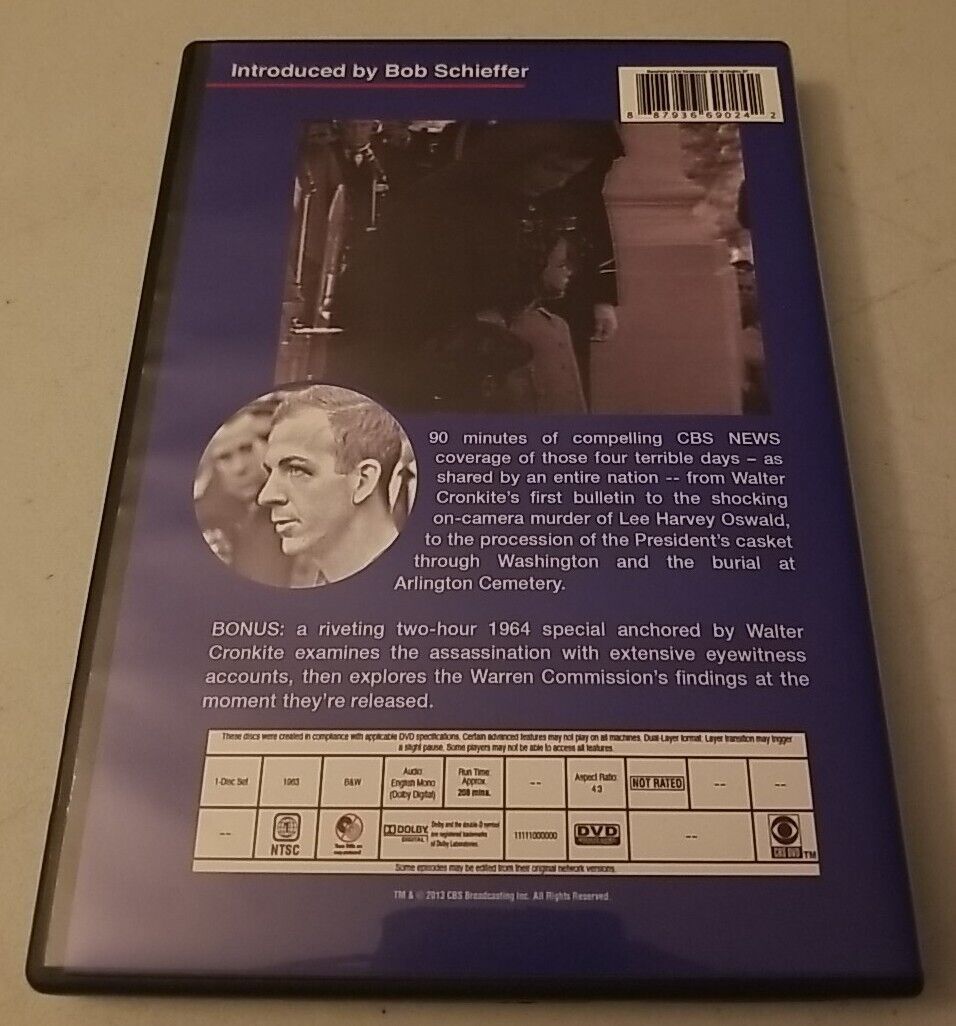 Introduced by Bob Schieffer
8 87936 69024 2
90 minutes of compelling CBS NEWS
coverage of those four terrible days – as
shared by an entire nation -- from Walter
Cronkite's first bulletin to the shocking
on-camera murder of Lee Harvey Oswald,
to the procession of the President's casket
through Washington and the burial at
Arlington Cemetery.
BONUS: a riveting two-hour 1964 special anchored by Walter
Cronkite examines the assassination with extensive eyewitness
accounts, then explores the Warren Commission's findings at the
moment they're released.
These discs were created in compliance with applicable DVD specifications. Certain advanced features may not play on all machines. Dual-Layer format. Layer transition may trigger
a slight pause. Some players may not be able to access all features.
1-Disc Set
1963
B&W
Audio:
English Mono
(Dolby Digital)
Run Time:
Approx.
208 mins.
--
Aspect Ratio:
4:3
NOT RATED
--
--
--
NTSC
DOLBY
DIGITAL
Dolby and the double-D symbol
are registered trademarks
of Dolby Laboratories.
11111000000
DVD
--
CBS DVD TM
Some episodes may be edited from their original network versions.
TM & © 2013 CBS Broadcasting Inc. All Rights Reserved.